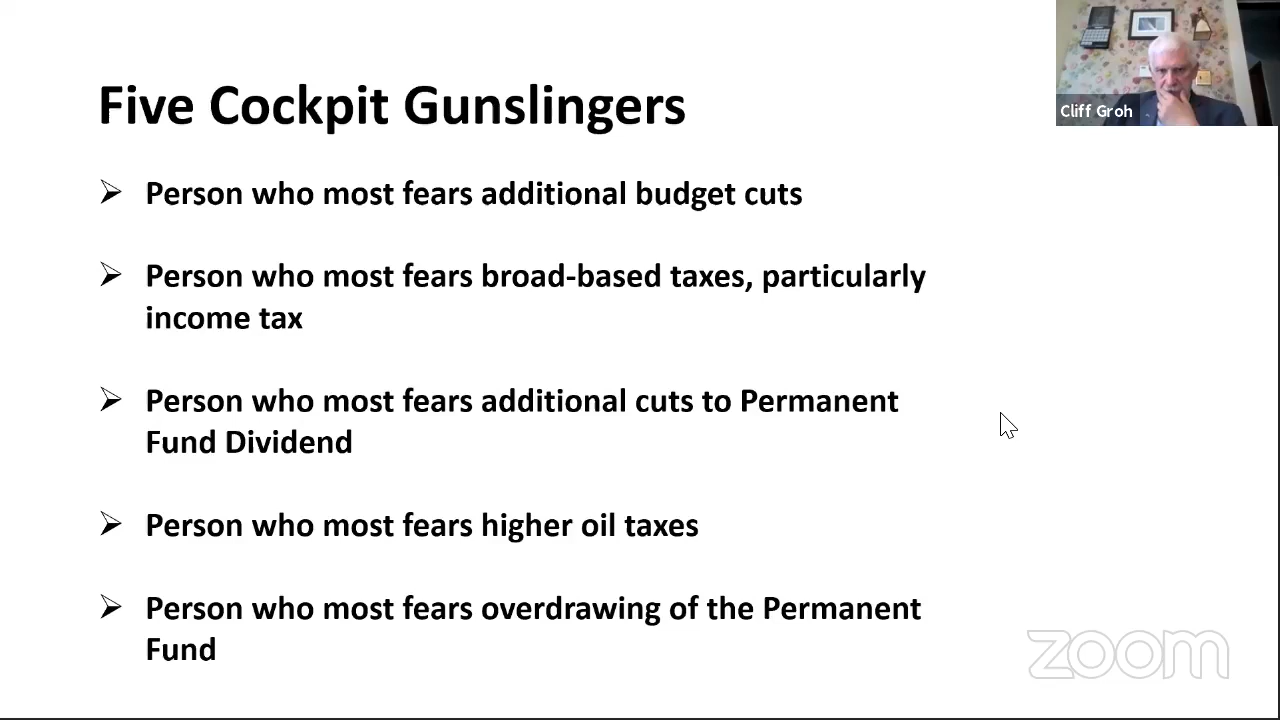 Five Cockpit Gunslingers
Cliff Groh
Person who most fears additional budget cuts
Person who most fears broad-based taxes, particularly
income tax
Person who most fears additional cuts to Permanent
Fund Dividend
Person who most fears higher oil taxes
Person who most fears overdrawing of the Permanent
Fund
zoom